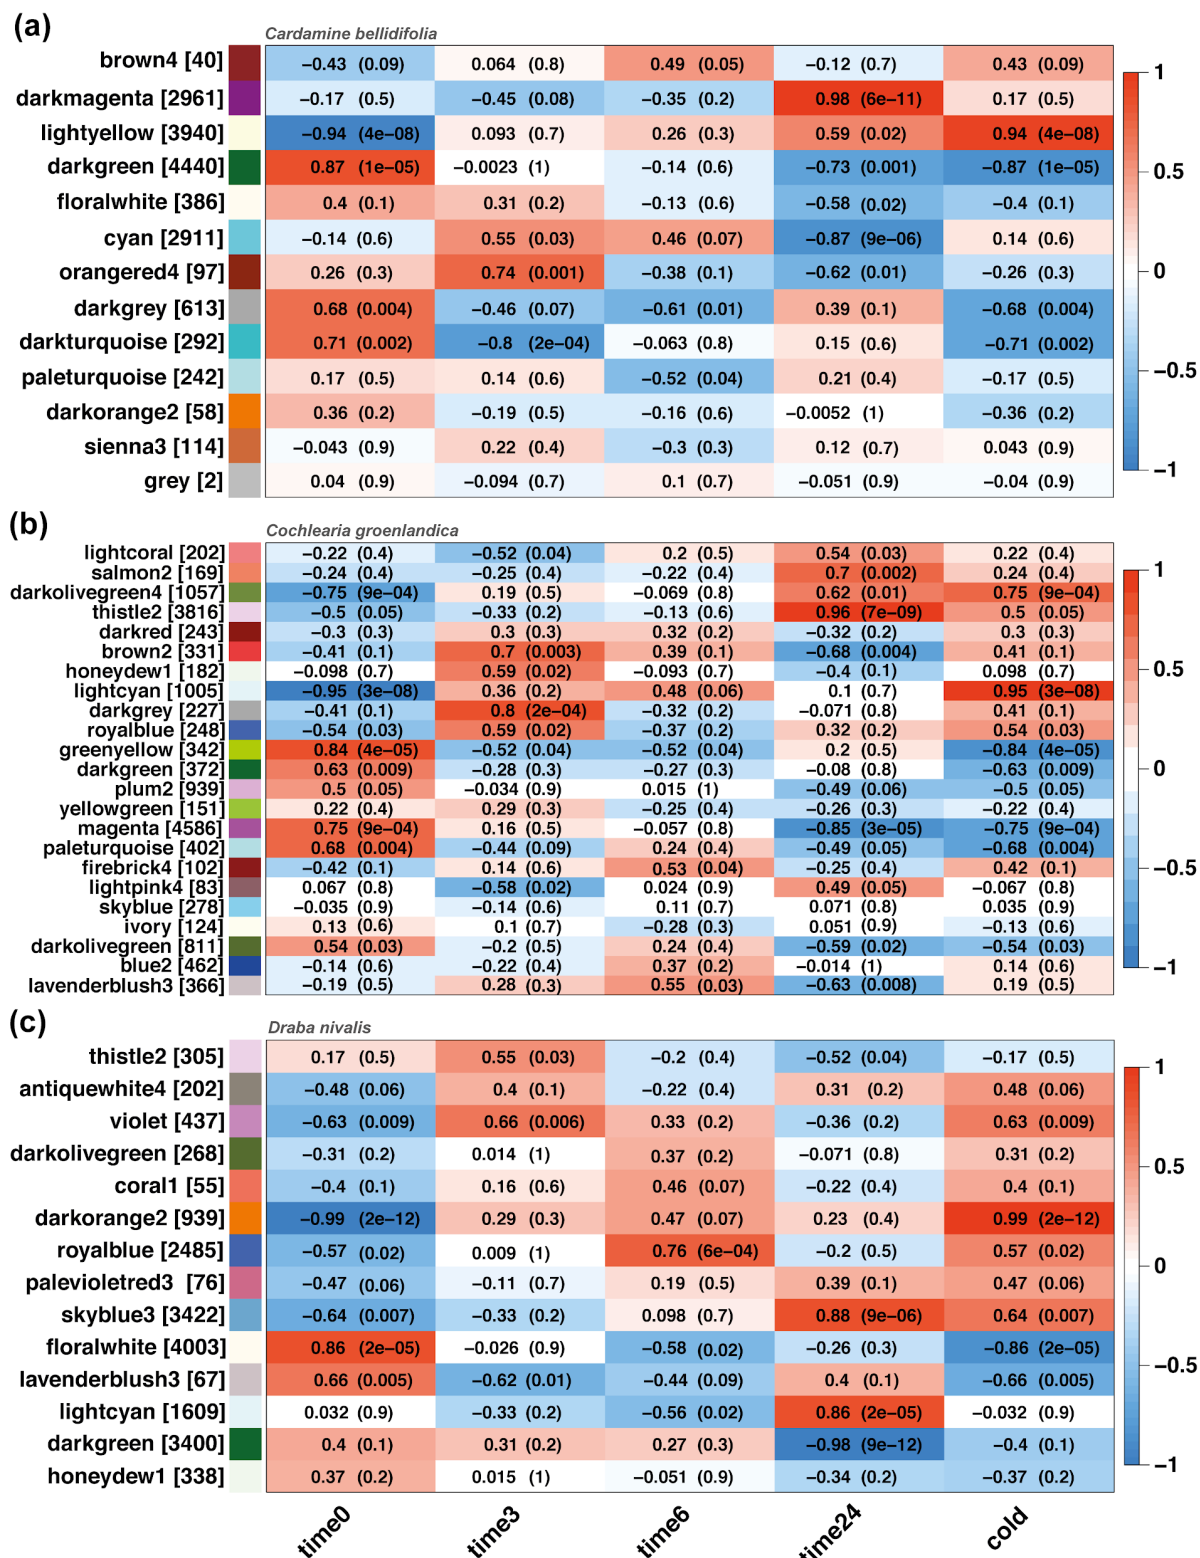 (a)
Cardamine bellidifolia
brown4 [40] −0.43 (0.09) 0.064 (0.8) 0.49 (0.05) −0.12 (0.7) 0.43 (0.09)
darkmagenta [2961] −0.17 (0.5) −0.45 (0.08) −0.35 (0.2) 0.98 (6e−11) 0.17 (0.5)
lightyellow [3940] −0.94 (4e−08) 0.093 (0.7) 0.26 (0.3) 0.59 (0.02) 0.94 (4e−08)
darkgreen [4440] 0.87 (1e−05) −0.0023 (1) −0.14 (0.6) −0.73 (0.001) −0.87 (1e−05)
floralwhite [386] 0.4 (0.1) 0.31 (0.2) −0.13 (0.6) −0.58 (0.02) −0.4 (0.1)
cyan [2911] −0.14 (0.6) 0.55 (0.03) 0.46 (0.07) −0.87 (9e−06) 0.14 (0.6)
orangered4 [97] 0.26 (0.3) 0.74 (0.001) −0.38 (0.1) −0.62 (0.01) −0.26 (0.3)
darkgrey [613] 0.68 (0.004) −0.46 (0.07) −0.61 (0.01) 0.39 (0.1) −0.68 (0.004)
darkturquoise [292] 0.71 (0.002) −0.8 (2e−04) −0.063 (0.8) 0.15 (0.6) −0.71 (0.002)
paleturquoise [242] 0.17 (0.5) 0.14 (0.6) −0.52 (0.04) 0.21 (0.4) −0.17 (0.5)
darkorange2 [58] 0.36 (0.2) −0.19 (0.5) −0.16 (0.6) −0.0052 (1) −0.36 (0.2)
sienna3 [114] −0.043 (0.9) 0.22 (0.4) −0.3 (0.3) 0.12 (0.7) 0.043 (0.9)
grey [2] 0.04 (0.9) −0.094 (0.7) 0.1 (0.7) −0.051 (0.9) −0.04 (0.9)
1
0.5
0
−0.5
−1
(b)
Cochlearia groenlandica
lightcoral [202] −0.22 (0.4) −0.52 (0.04) 0.2 (0.5) 0.54 (0.03) 0.22 (0.4)
salmon2 [169] −0.24 (0.4) −0.25 (0.4) −0.22 (0.4) 0.7 (0.002) 0.24 (0.4)
darkolivegreen4 [1057] −0.75 (9e−04) 0.19 (0.5) −0.069 (0.8) 0.62 (0.01) 0.75 (9e−04)
thistle2 [3816] −0.5 (0.05) −0.33 (0.2) −0.13 (0.6) 0.96 (7e−09) 0.5 (0.05)
darkred [243] −0.3 (0.3) 0.3 (0.3) 0.32 (0.2) −0.32 (0.2) 0.3 (0.3)
brown2 [331] −0.41 (0.1) 0.7 (0.003) 0.39 (0.1) −0.68 (0.004) 0.41 (0.1)
honeydew1 [182] −0.098 (0.7) 0.59 (0.02) −0.093 (0.7) −0.4 (0.1) 0.098 (0.7)
lightcyan [1005] −0.95 (3e−08) 0.36 (0.2) 0.48 (0.06) 0.1 (0.7) 0.95 (3e−08)
darkgrey [227] −0.41 (0.1) 0.8 (2e−04) −0.32 (0.2) −0.071 (0.8) 0.41 (0.1)
royalblue [248] −0.54 (0.03) 0.59 (0.02) −0.37 (0.2) 0.32 (0.2) 0.54 (0.03)
greenyellow [342] 0.84 (4e−05) −0.52 (0.04) −0.52 (0.04) 0.2 (0.5) −0.84 (4e−05)
darkgreen [372] 0.63 (0.009) −0.28 (0.3) −0.27 (0.3) −0.08 (0.8) −0.63 (0.009)
plum2 [939] 0.5 (0.05) −0.034 (0.9) 0.015 (1) −0.49 (0.06) −0.5 (0.05)
yellowgreen [151] 0.22 (0.4) 0.29 (0.3) −0.25 (0.4) −0.26 (0.3) −0.22 (0.4)
magenta [4586] 0.75 (9e−04) 0.16 (0.5) −0.057 (0.8) −0.85 (3e−05) −0.75 (9e−04)
paleturquoise [402] 0.68 (0.004) −0.44 (0.09) 0.24 (0.4) −0.49 (0.05) −0.68 (0.004)
firebrick4 [102] −0.42 (0.1) 0.14 (0.6) 0.53 (0.04) −0.25 (0.4) 0.42 (0.1)
lightpink4 [83] 0.067 (0.8) −0.58 (0.02) 0.024 (0.9) 0.49 (0.05) −0.067 (0.8)
skyblue [278] −0.035 (0.9) −0.14 (0.6) 0.11 (0.7) 0.071 (0.8) 0.035 (0.9)
ivory [124] 0.13 (0.6) 0.1 (0.7) −0.28 (0.3) 0.051 (0.9) −0.13 (0.6)
darkolivegreen [811] 0.54 (0.03) −0.2 (0.5) 0.24 (0.4) −0.59 (0.02) −0.54 (0.03)
blue2 [462] −0.14 (0.6) −0.22 (0.4) 0.37 (0.2) −0.014 (1) 0.14 (0.6)
lavenderblush3 [366] −0.19 (0.5) 0.28 (0.3) 0.55 (0.03) −0.63 (0.008) 0.19 (0.5)
1
0.5
0
−0.5
−1
(c)
Draba nivalis
thistle2 [305] 0.17 (0.5) 0.55 (0.03) −0.2 (0.4) −0.52 (0.04) −0.17 (0.5)
antiquewhite4 [202] −0.48 (0.06) 0.4 (0.1) −0.22 (0.4) 0.31 (0.2) 0.48 (0.06)
violet [437] −0.63 (0.009) 0.66 (0.006) 0.33 (0.2) −0.36 (0.2) 0.63 (0.009)
darkolivegreen [268] −0.31 (0.2) 0.014 (1) 0.37 (0.2) −0.071 (0.8) 0.31 (0.2)
coral1 [55] −0.4 (0.1) 0.16 (0.6) 0.46 (0.07) −0.22 (0.4) 0.4 (0.1)
darkorange2 [939] −0.99 (2e−12) 0.29 (0.3) 0.47 (0.07) 0.23 (0.4) 0.99 (2e−12)
royalblue [2485] −0.57 (0.02) 0.009 (1) 0.76 (6e−04) −0.2 (0.5) 0.57 (0.02)
palevioletred3 [76] −0.47 (0.06) −0.11 (0.7) 0.19 (0.5) 0.39 (0.1) 0.47 (0.06)
skyblue3 [3422] −0.64 (0.007) −0.33 (0.2) 0.098 (0.7) 0.88 (9e−06) 0.64 (0.007)
floralwhite [4003] 0.86 (2e−05) −0.026 (0.9) −0.58 (0.02) −0.26 (0.3) −0.86 (2e−05)
lavenderblush3 [67] 0.66 (0.005) −0.62 (0.01) −0.44 (0.09) 0.4 (0.1) −0.66 (0.005)
lightcyan [1609] 0.032 (0.9) −0.33 (0.2) −0.56 (0.02) 0.86 (2e−05) −0.032 (0.9)
darkgreen [3400] 0.4 (0.1) 0.31 (0.2) 0.27 (0.3) −0.98 (9e−12) −0.4 (0.1)
honeydew1 [338] 0.37 (0.2) 0.015 (1) −0.051 (0.9) −0.34 (0.2) −0.37 (0.2)
1
0.5
0
−0.5
−1
time0 time3 time6 time24 cold